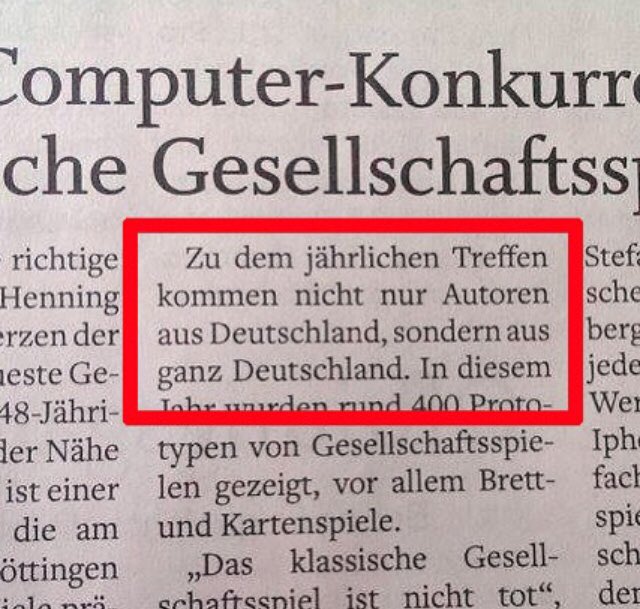 Computer-Konkurre
che Gesellschaftssp
richtige
Henning
erzen der
ueste Ge-
48-Jähri-
der Nähe
ist einer
die am
öttingen
iele prä-
Zu dem jährlichen Treffen
kommen nicht nur Autoren
aus Deutschland, sondern aus
ganz Deutschland. In diesem
Jahr wurden rund 400 Proto-
typen von Gesellschaftsspie-
len gezeigt, vor allem Brett-
und Kartenspiele.
„Das klassische Gesell-
schaftsspiel ist nicht tot“,
Stefa
sche
berg
jede
Wer
Ipho
fach
spie
sch
der